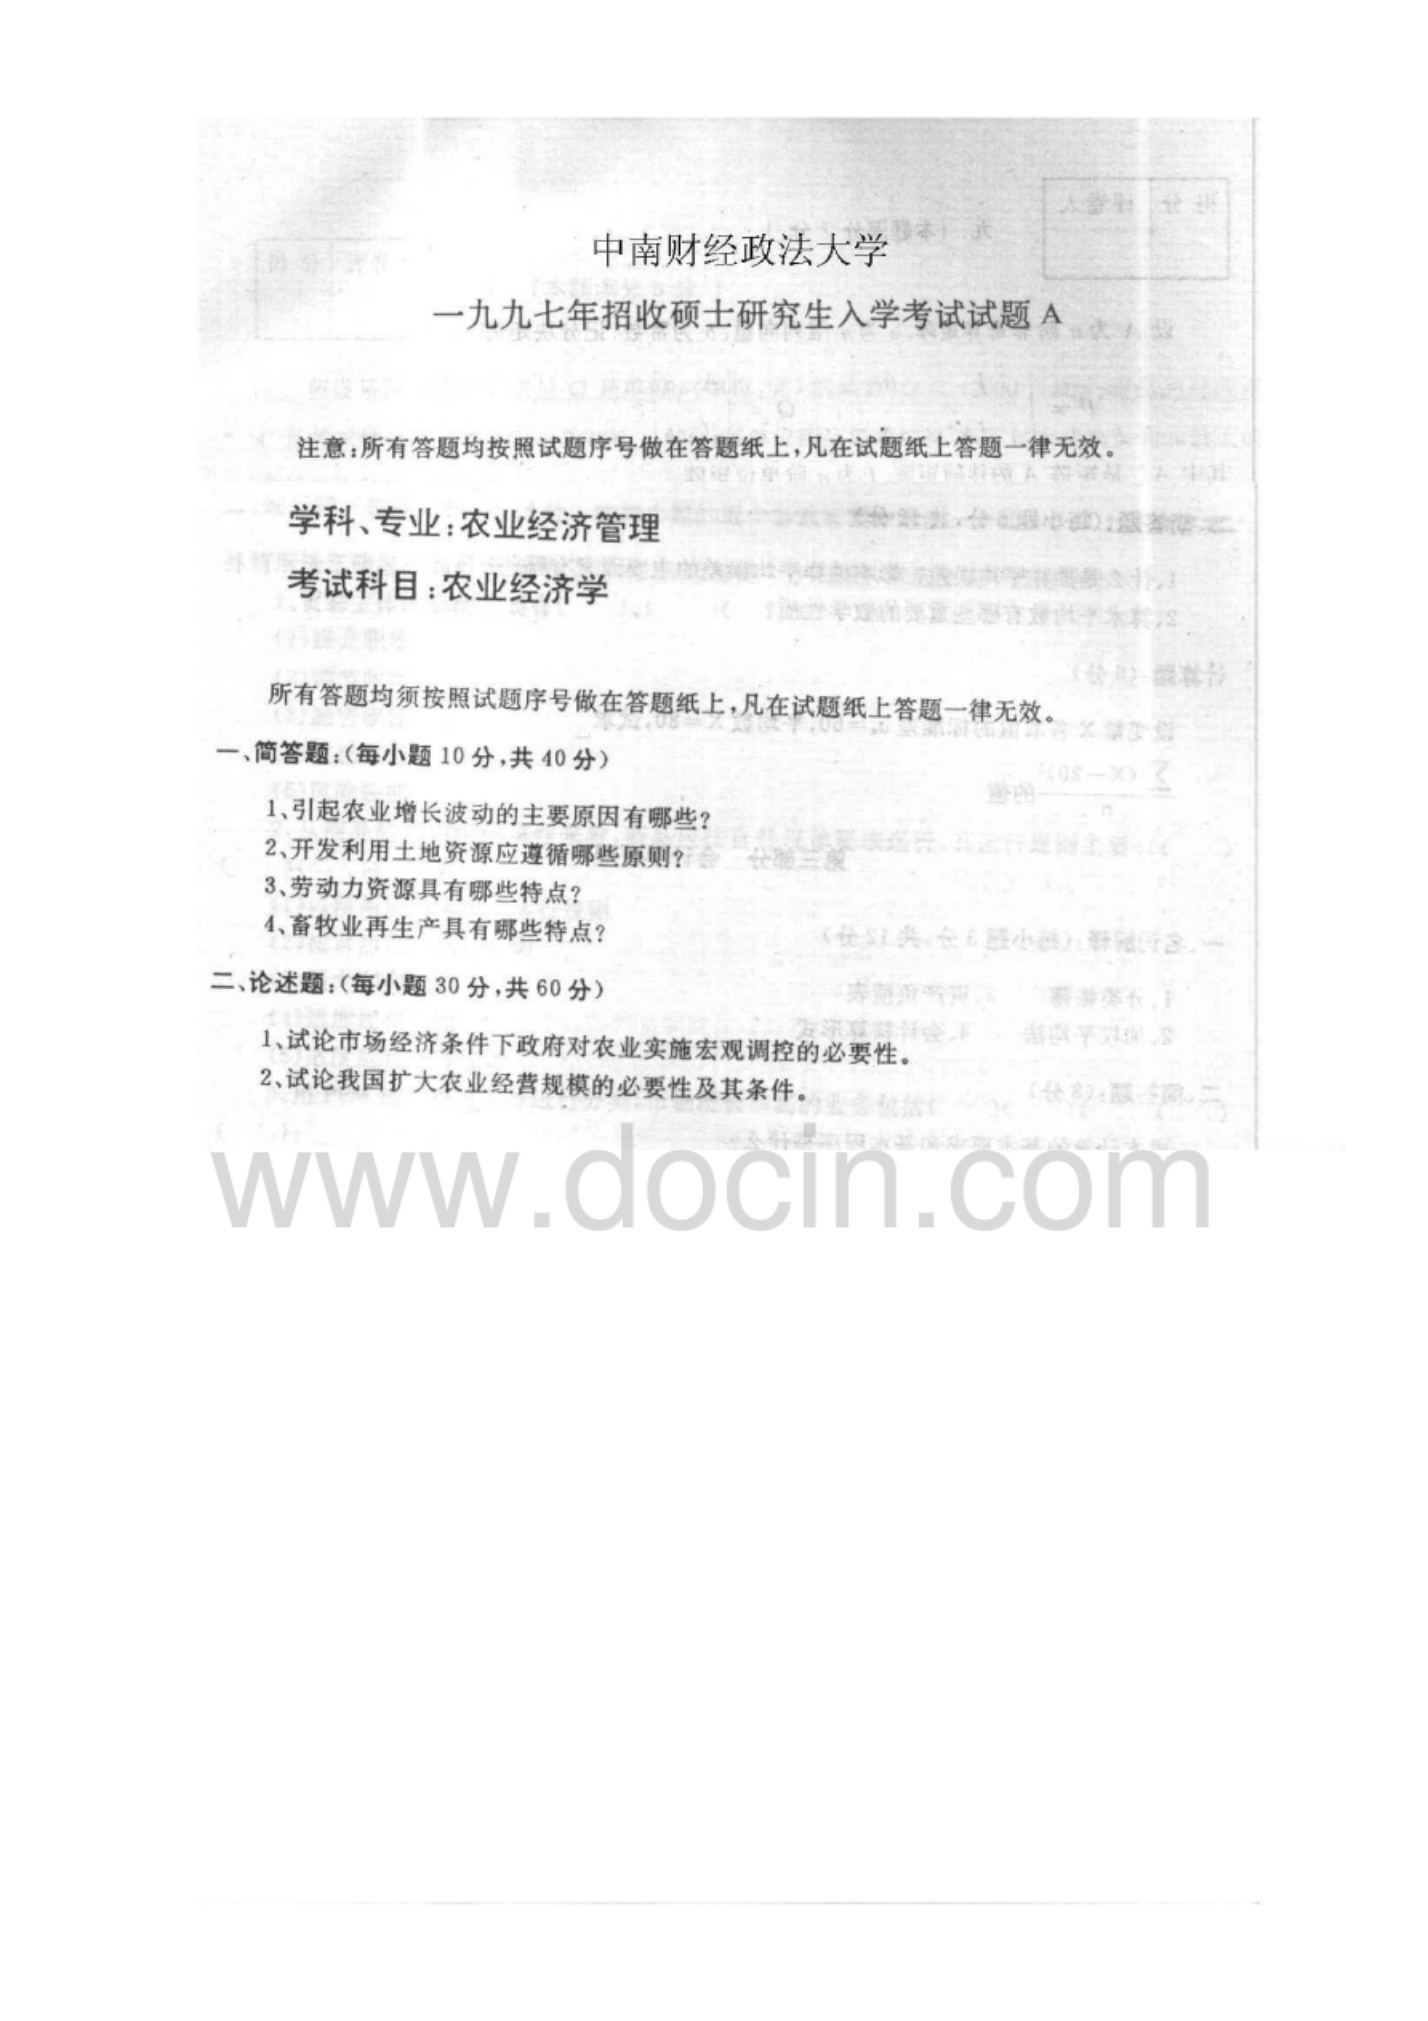 中南财经政法大学
一九九七年招收硕士研究生入学考试试题 A
注意:所有答题均按照试题序号做在答题纸上,凡在试题纸上答题一律无效。
学科、专业:农业经济管理
考试科目:农业经济学
所有答题均须按照试题序号做在答题纸上,凡在试题纸上答题一律无效。
一、简答题:(每小题 10 分,共 40 分)
1、引起农业增长波动的主要原因有哪些?
2、开发利用土地资源应遵循哪些原则?
3、劳动力资源具有哪些特点?
4、畜牧业再生产具有哪些特点?
二、论述题:(每小题 30 分,共 60 分)
1、试论市场经济条件下政府对农业实施宏观调控的必要性。
2、试论我国扩大农业经营规模的必要性及其条件。
www.docin.com